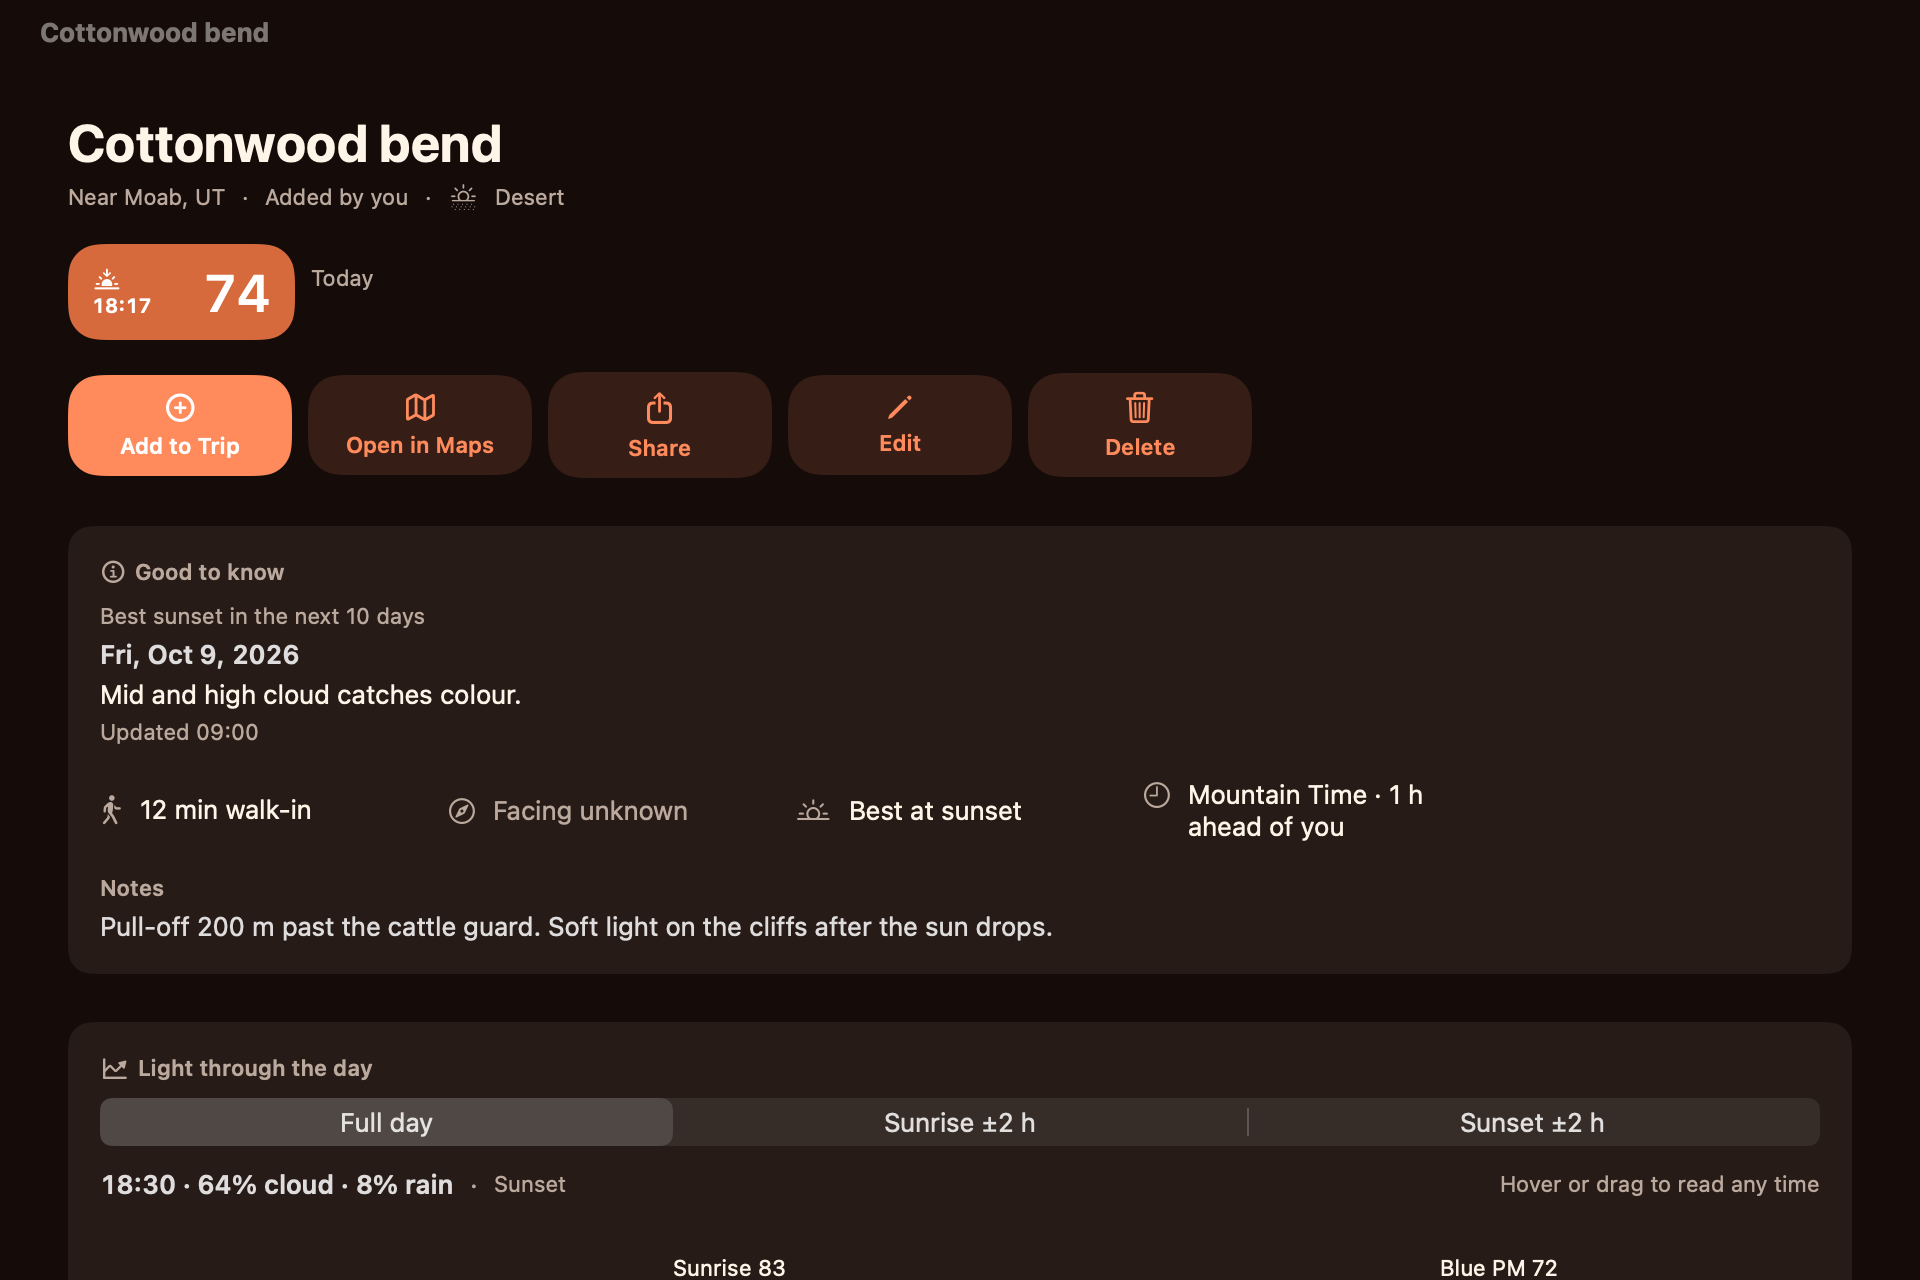 Cottonwood bend
Cottonwood bend
Near Moab, UT · Added by you · Desert
18:17 74 Today
Add to Trip
Open in Maps
Share
Edit
Delete
Good to know
Best sunset in the next 10 days
Fri, Oct 9, 2026
Mid and high cloud catches colour.
Updated 09:00
12 min walk-in
Facing unknown
Best at sunset
Mountain Time · 1 h
ahead of you
Notes
Pull-off 200 m past the cattle guard. Soft light on the cliffs after the sun drops.
Light through the day
Full day
Sunrise ±2 h
Sunset ±2 h
18:30 · 64% cloud · 8% rain · Sunset
Hover or drag to read any time
Sunrise 83
Blue PM 72